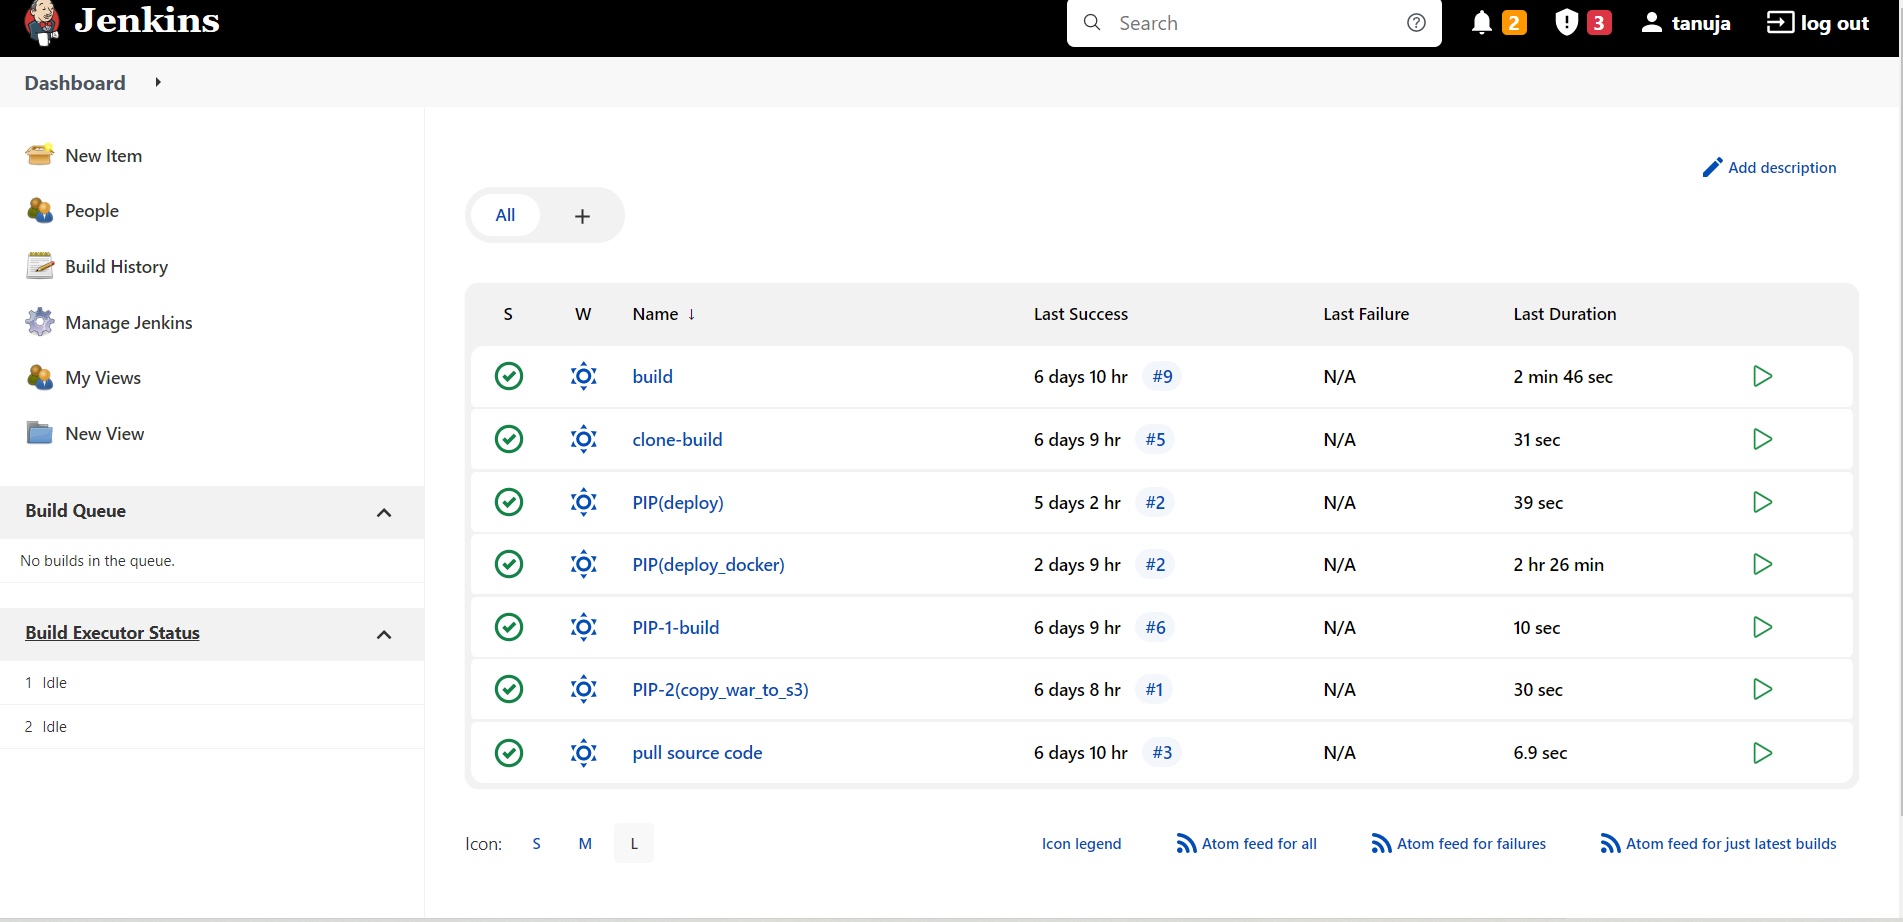 Jenkins
Search
2
3
tanuja
log out
Dashboard
New Item
People
Build History
Manage Jenkins
My Views
New View
Build Queue
No builds in the queue.
Build Executor Status
1 Idle
2 Idle
Add description
All +
S W Name ↓ Last Success Last Failure Last Duration
build 6 days 10 hr #9 N/A 2 min 46 sec
clone-build 6 days 9 hr #5 N/A 31 sec
PIP(deploy) 5 days 2 hr #2 N/A 39 sec
PIP(deploy_docker) 2 days 9 hr #2 N/A 2 hr 26 min
PIP-1-build 6 days 9 hr #6 N/A 10 sec
PIP-2(copy_war_to_s3) 6 days 8 hr #1 N/A 30 sec
pull source code 6 days 10 hr #3 N/A 6.9 sec
Icon: S M L
Icon legend
Atom feed for all
Atom feed for failures
Atom feed for just latest builds